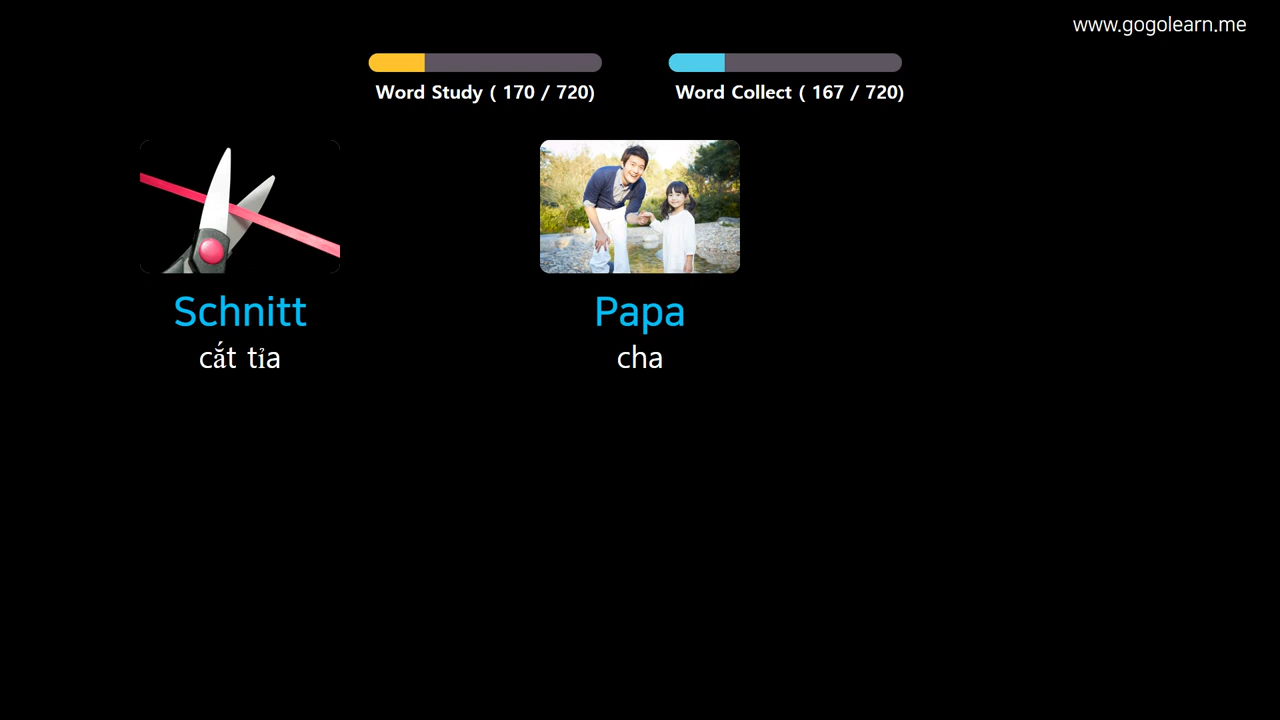 www.gogolearn.me
Word Study ( 170 / 720)
Word Collect ( 167 / 720)
Schnitt
Papa
cắt tỉa
cha